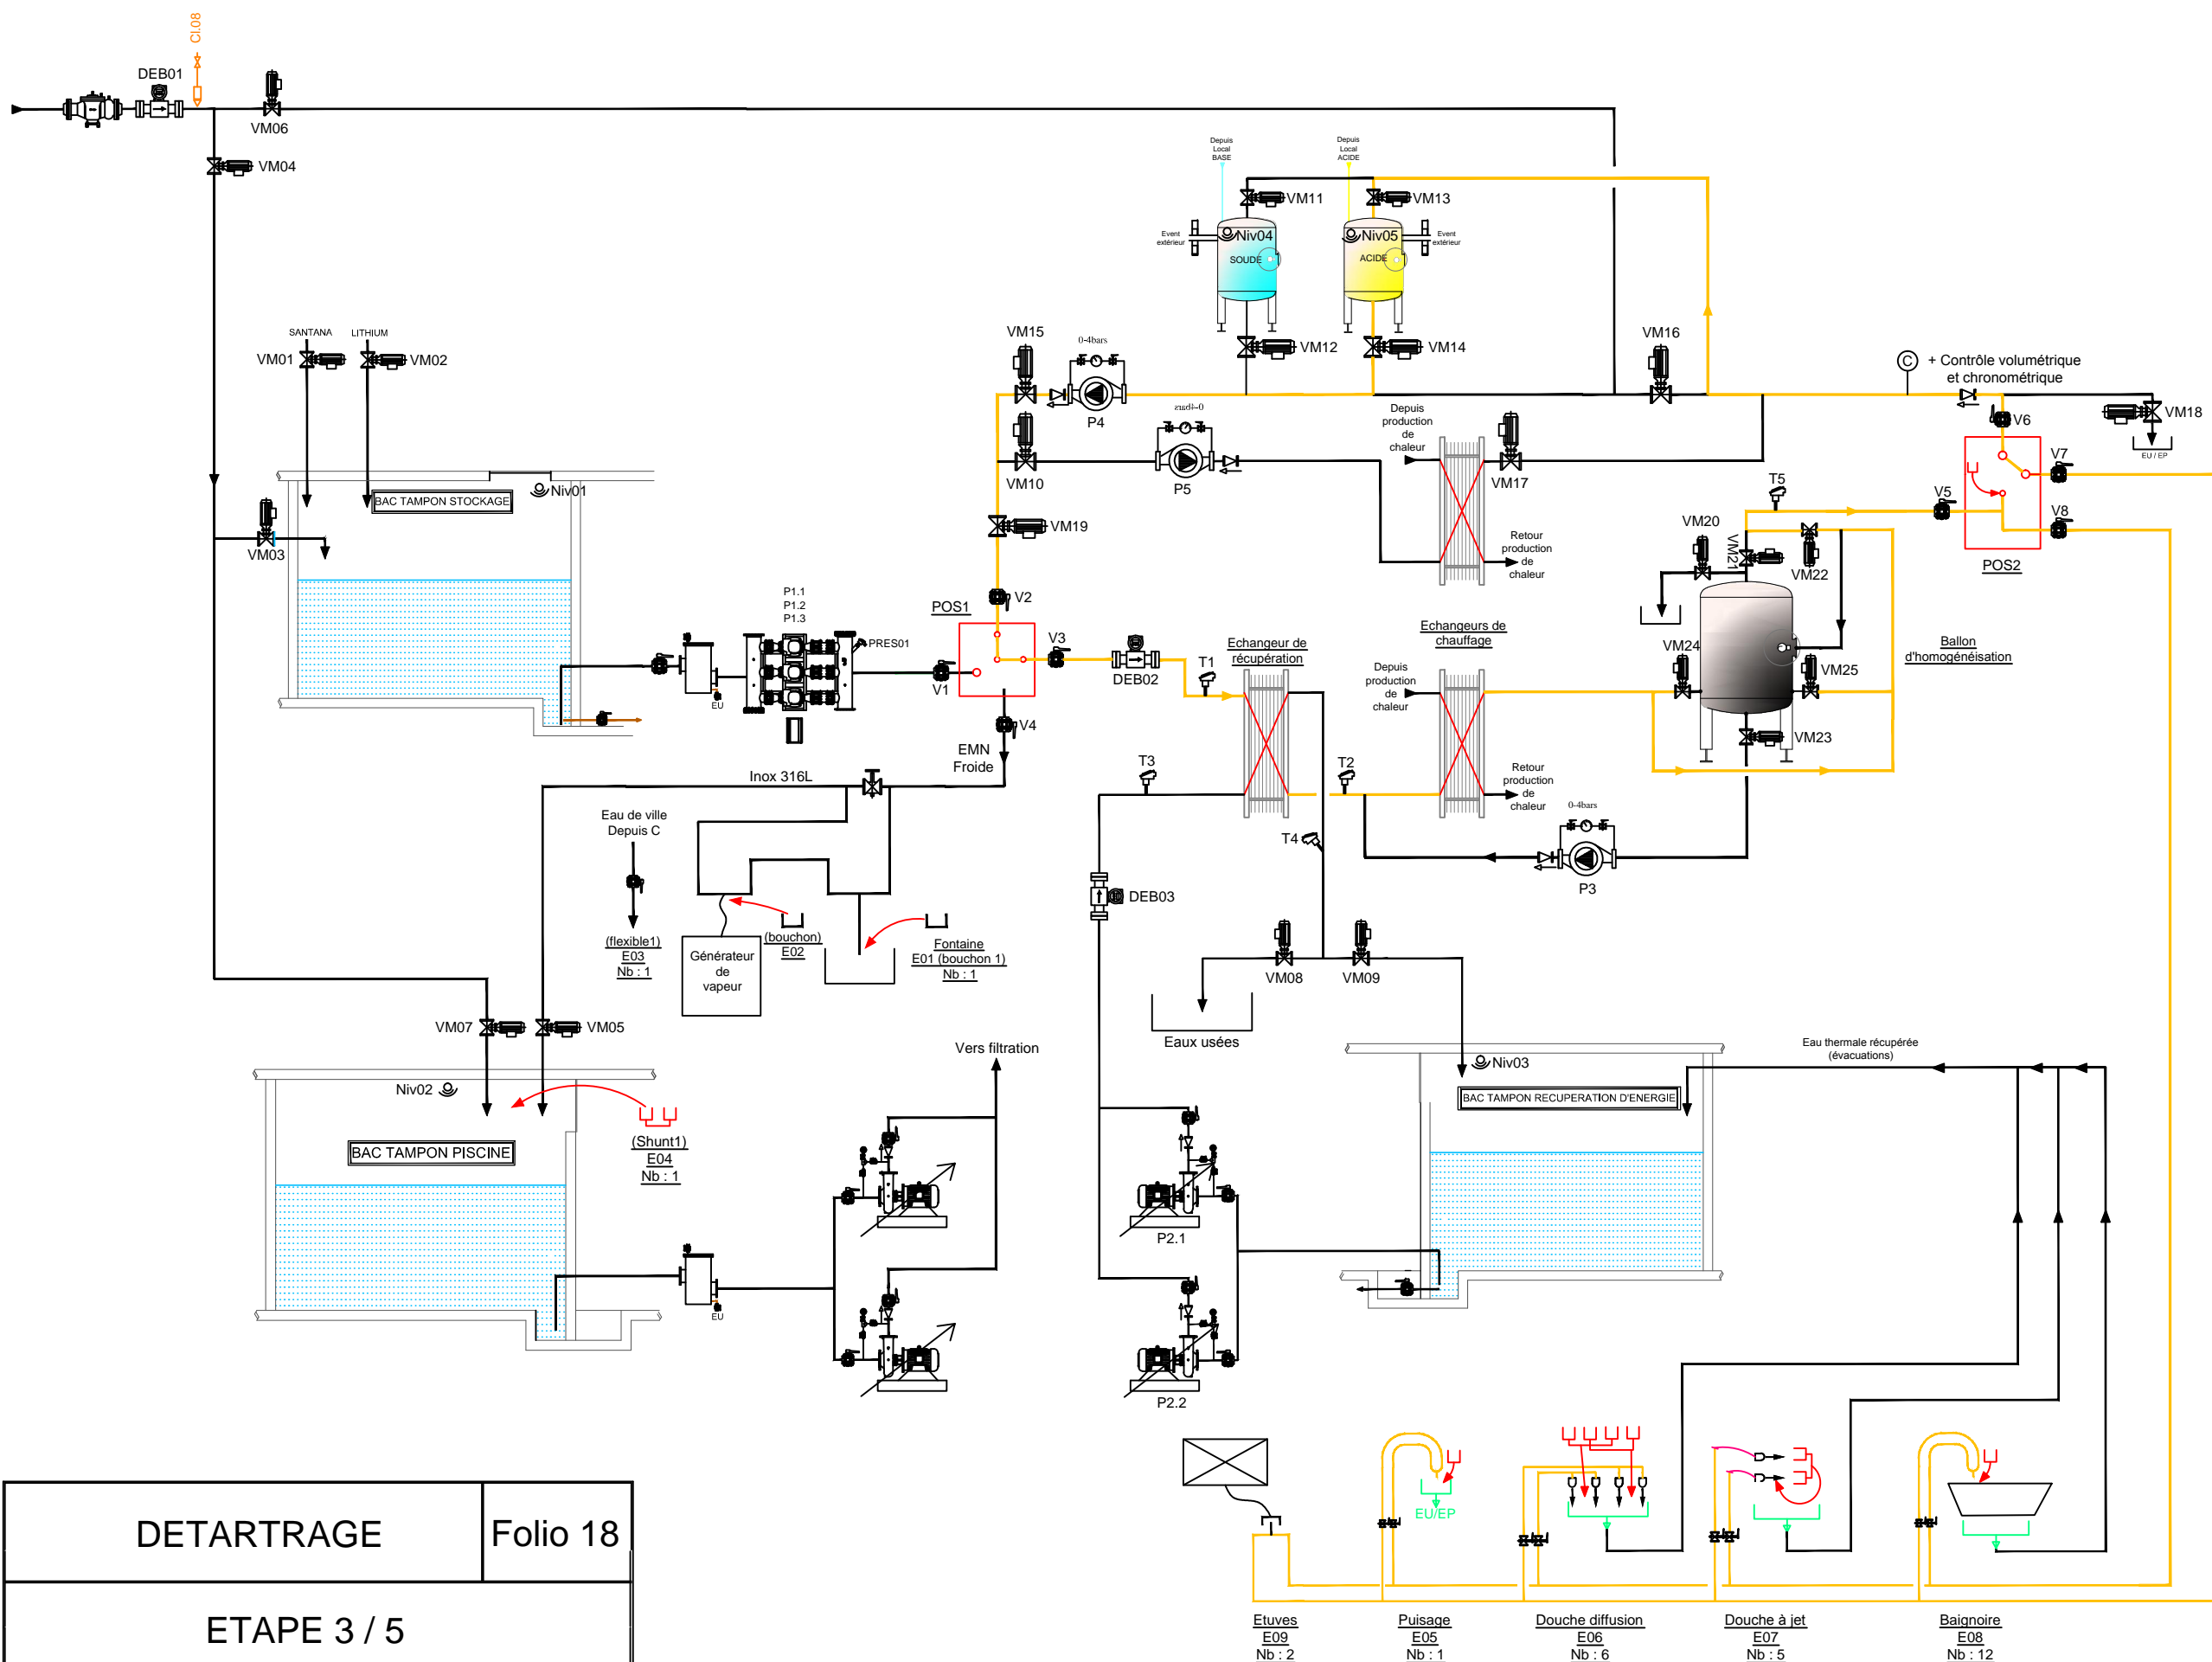 CI.08
DEB01
VM06
VM04
Depuis
Local
BASE
Depuis
Local
ACIDE
VM11
VM13
Event
extérieur
Niv04
SOUDE
Niv05
ACIDE
Event
extérieur
SANTANA
LITHIUM
VM01
VM02
VM15
0-4bars
P4
VM12
VM14
VM16
C
+ Contrôle volumétrique
et chronométrique
VM18
EU / EP
V6
V7
V8
V5
POS2
T5
BAC TAMPON STOCKAGE
Niv01
VM03
VM10
0-4bars
P5
Depuis
production
de
chaleur
VM17
Retour
production
de
chaleur
VM19
V2
POS1
P1.1
P1.2
P1.3
PRES01
EU
V1
V3
V4
DEB02
T1
Echangeur de
récupération
Echangeurs de
chauffage
VM20
VM21
VM22
VM24
VM25
VM23
Ballon
d'homogénéisation
EMN
Froide
Inox 316L
T3
T2
Depuis
production
de
chaleur
Retour
production
de
chaleur
0-4bars
P3
T4
Eau de ville
Depuis C
(flexible1)
E03
Nb : 1
Générateur
de
vapeur
(bouchon)
E02
Fontaine
E01 (bouchon 1)
Nb : 1
DEB03
VM08
VM09
Eaux usées
VM07
VM05
Vers filtration
Niv02
BAC TAMPON PISCINE
(Shunt1)
E04
Nb : 1
EU
Niv03
BAC TAMPON RECUPERATION D'ENERGIE
Eau thermale récupérée
(évacuations)
P2.1
P2.2
EU/EP
Etuves
E09
Nb : 2
Puisage
E05
Nb : 1
Douche diffusion
E06
Nb : 6
Douche à jet
E07
Nb : 5
Baignoire
E08
Nb : 12
DETARTRAGE
Folio 18
ETAPE 3 / 5